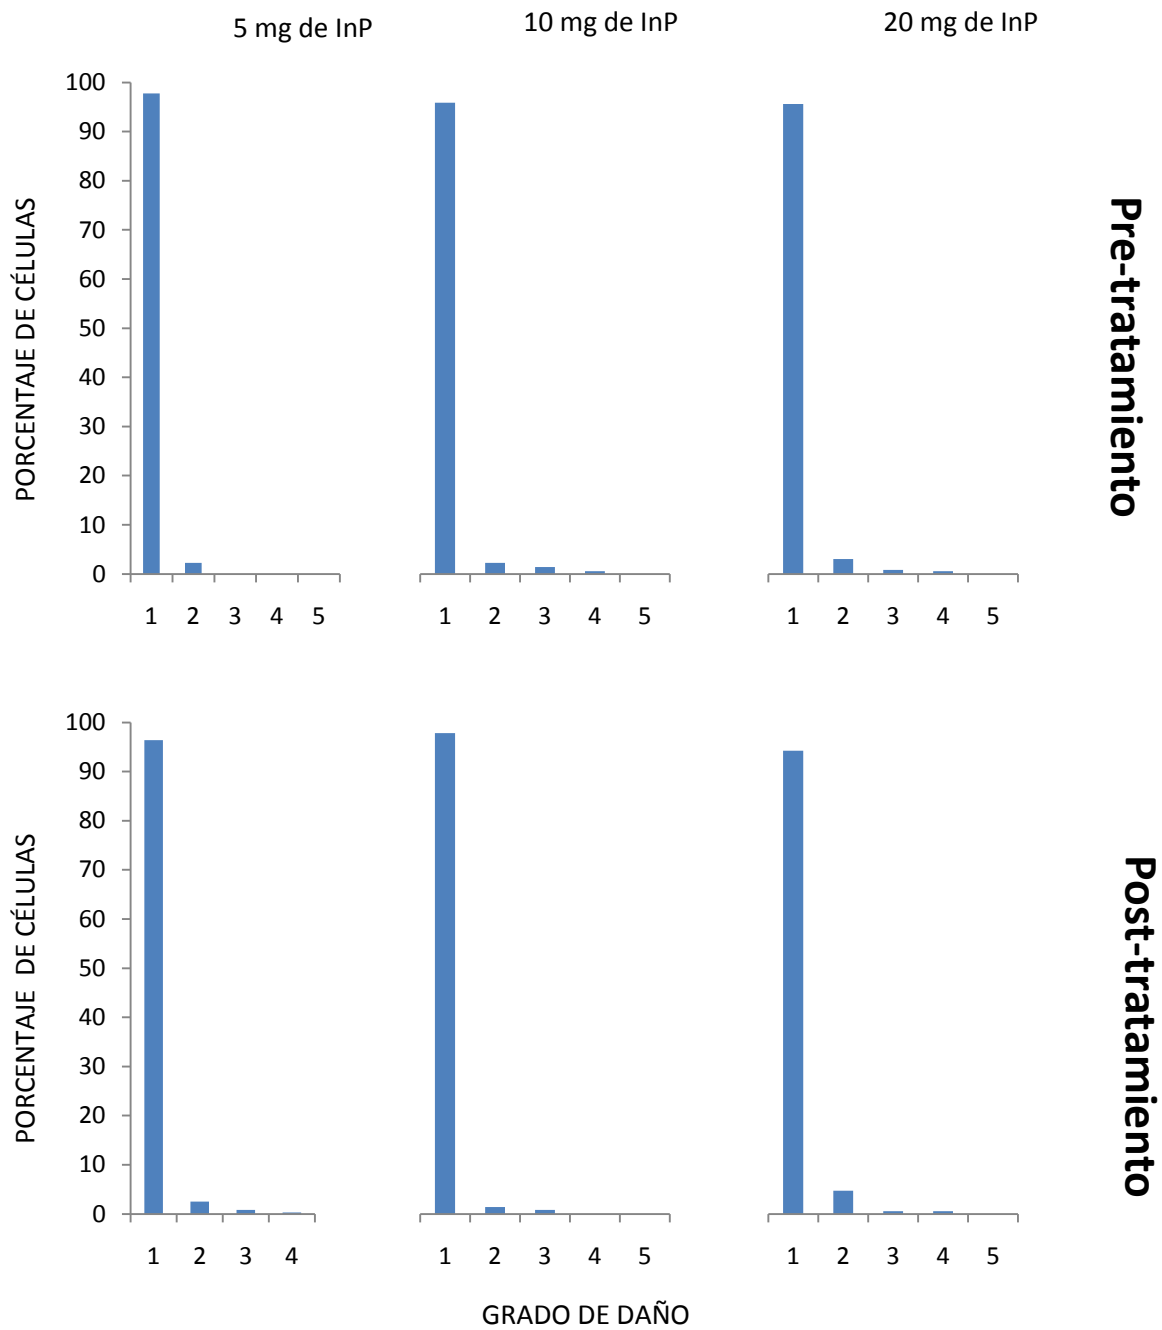 5 mg de InP
10 mg de InP
20 mg de InP
100
90
80
70
60
50
40
30
20
10
0
PORCENTAJE DE CÉLULAS
1 2 3 4 5
1 2 3 4 5
1 2 3 4 5
Pre-tratamiento
100
90
80
70
60
50
40
30
20
10
0
PORCENTAJE DE CÉLULAS
1 2 3 4
1 2 3 4 5
1 2 3 4 5
Post-tratamiento
GRADO DE DAÑO